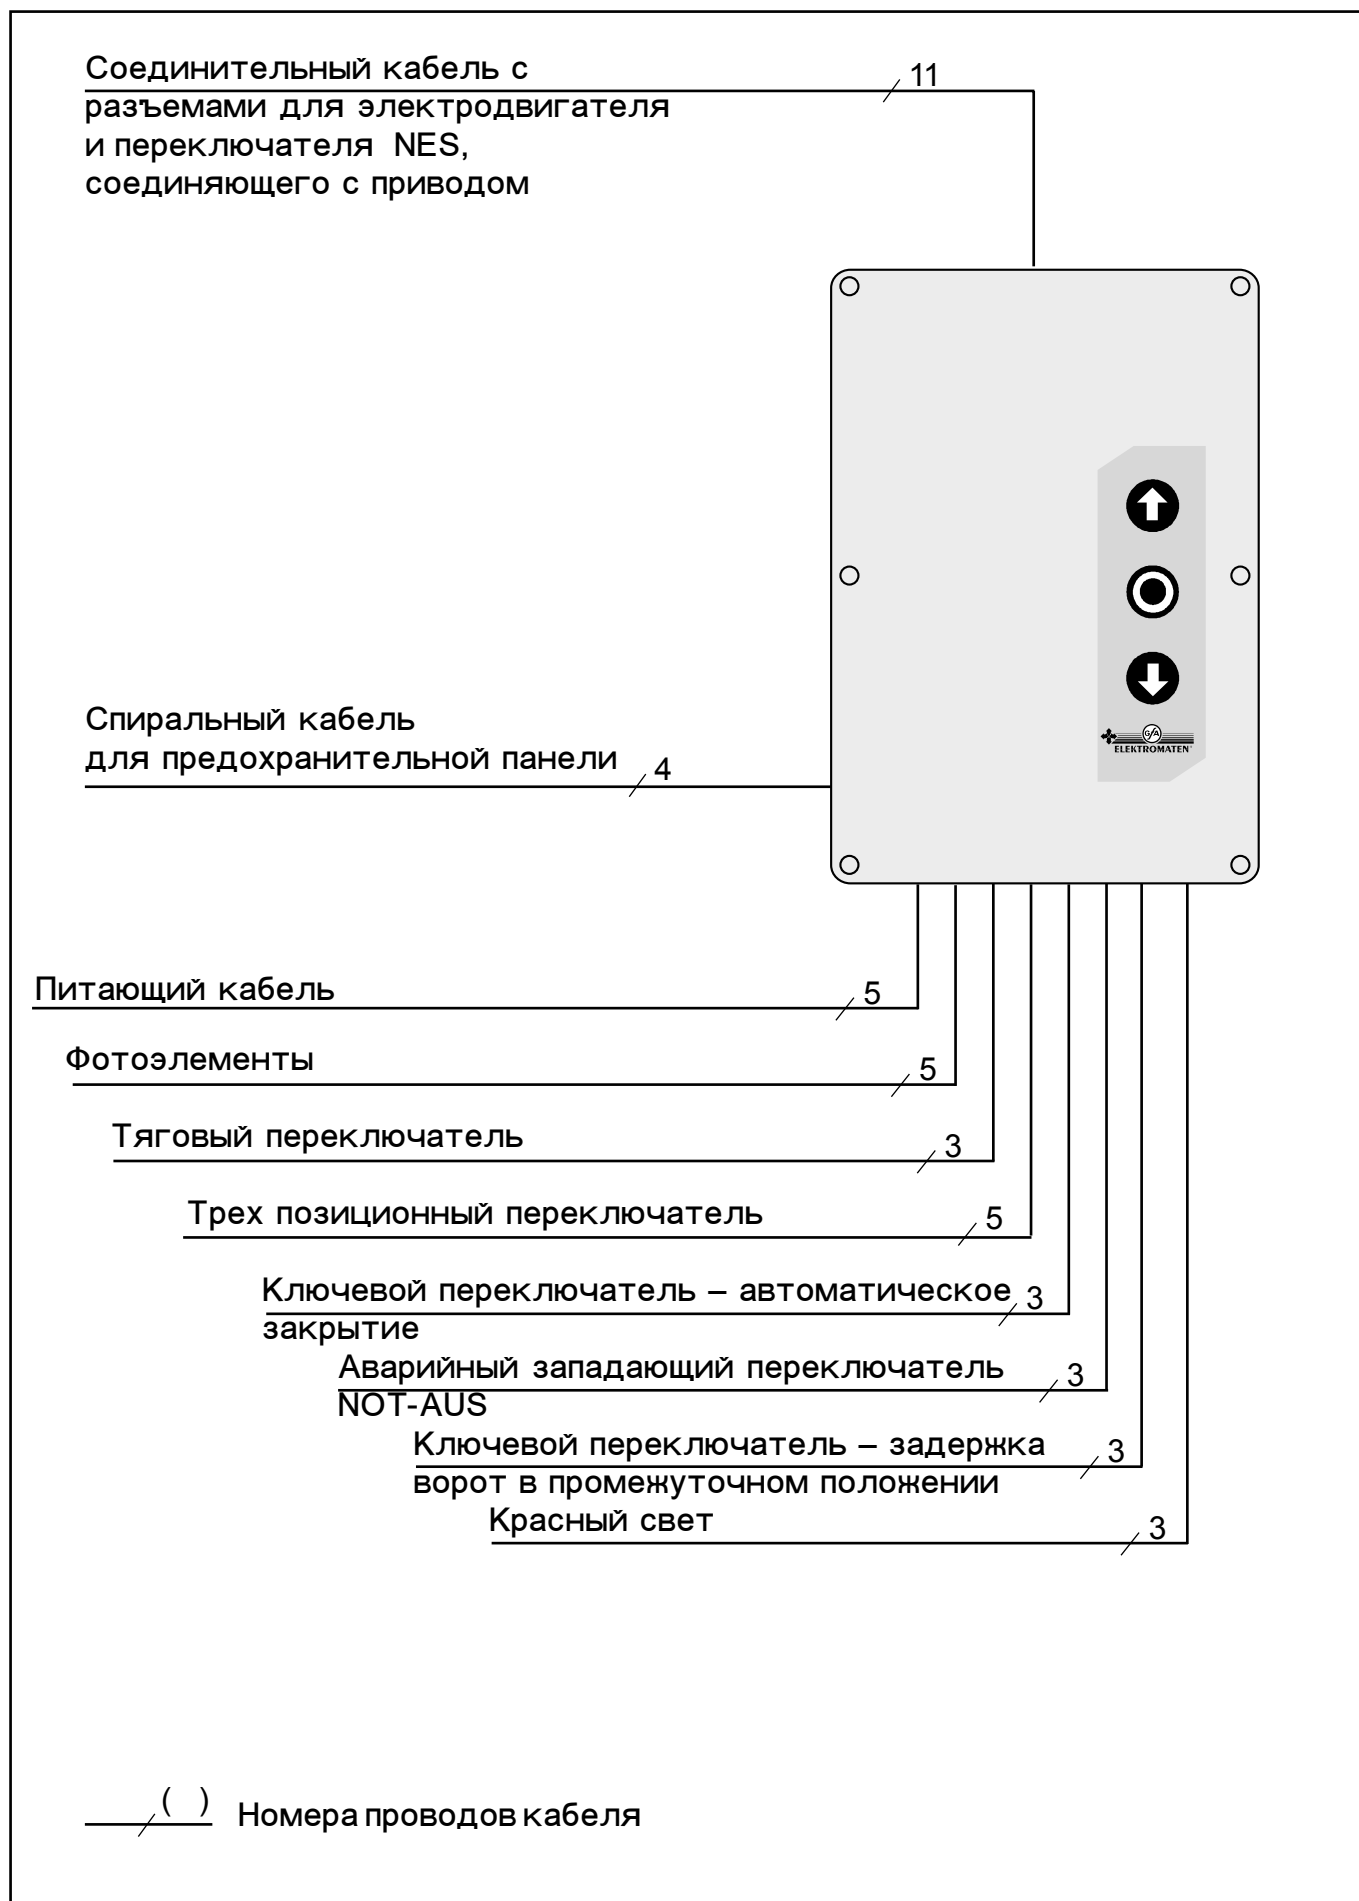 Соединительный кабель с
11
разъемами для электродвигателя
и переключателя NES,
соединяющего с приводом
Спиральный кабель
для предохранительной панели
4
GfA
ELEKTROMATEN®
Питающий кабель
5
Фотоэлементы
5
Тяговый переключатель
3
Трех позиционный переключатель
5
Ключевой переключатель – автоматическое
3
закрытие
Аварийный западающий переключатель
3
NOT-AUS
Ключевой переключатель – задержка
3
ворот в промежуточном положении
Красный свет
3
( )
Номера проводов кабеля